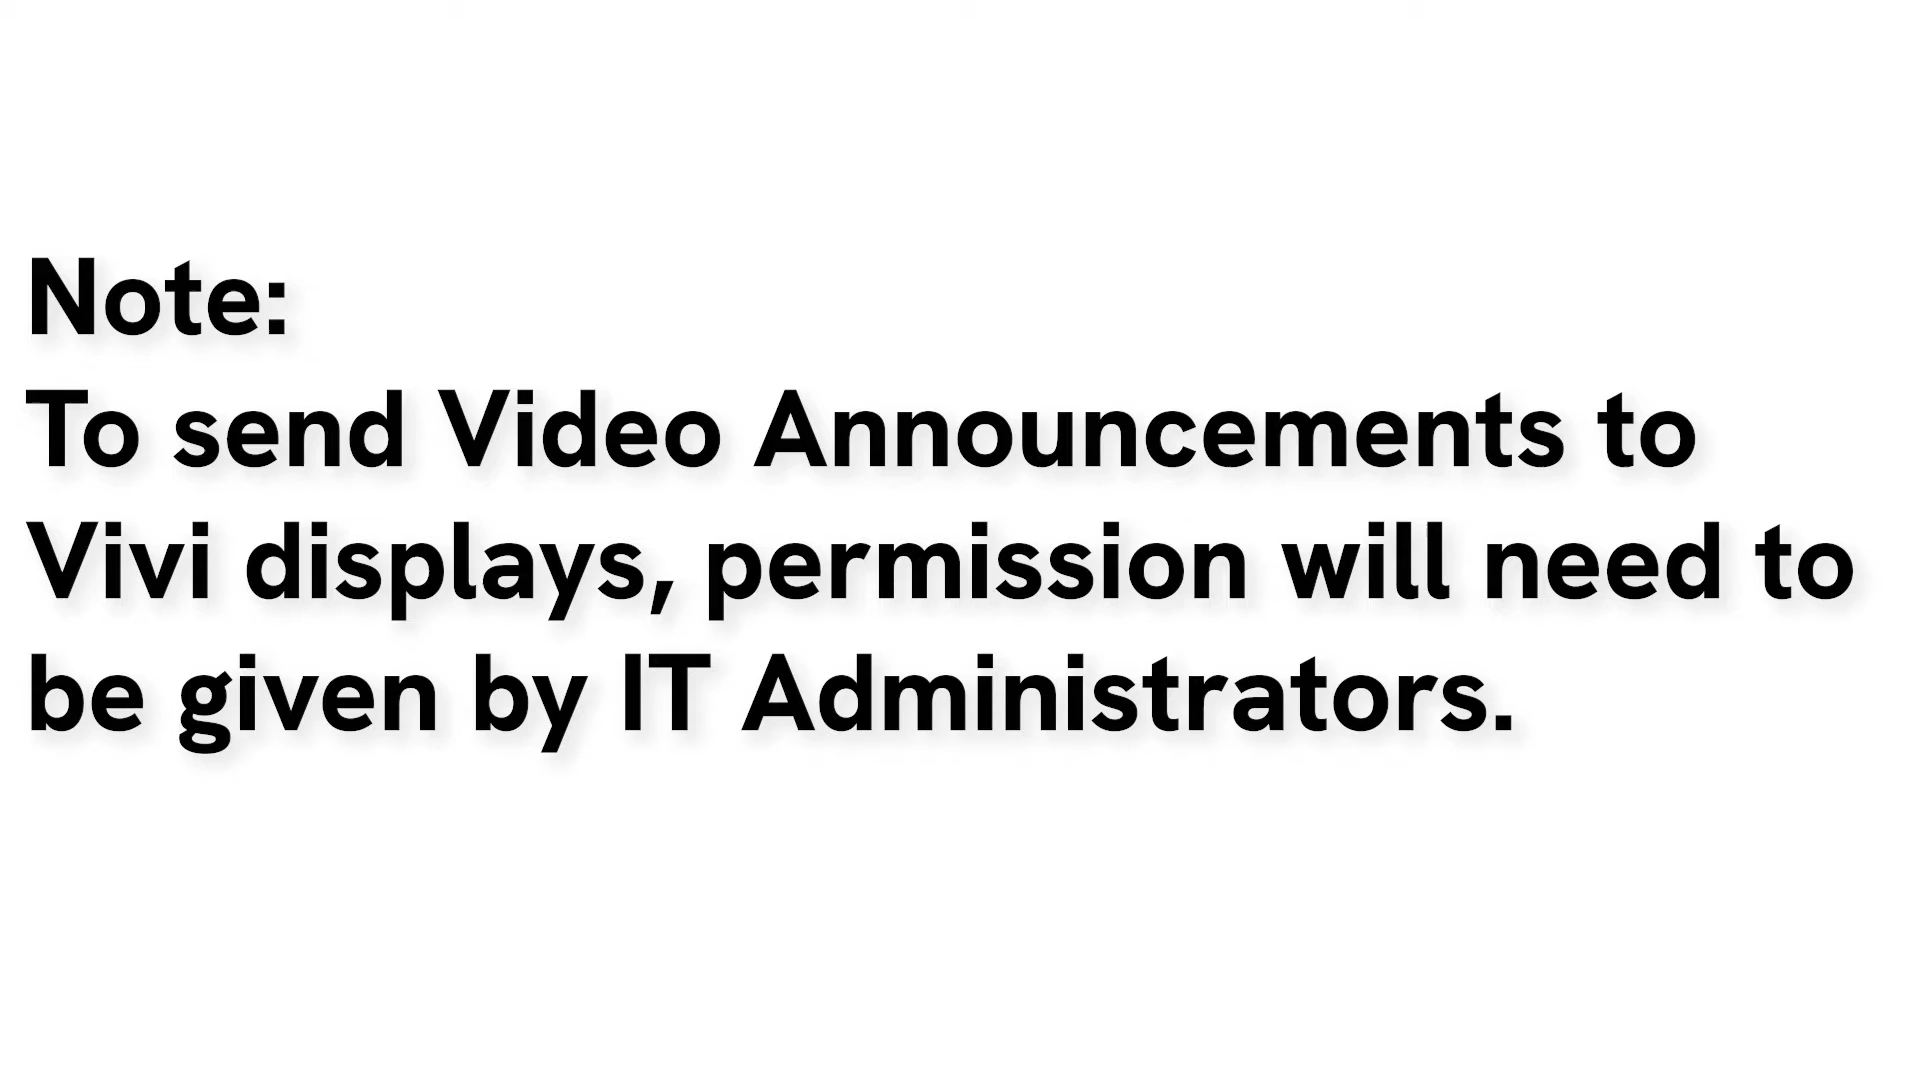 Note:
To send Video Announcements to
Vivi displays, permission will need to
be given by IT Administrators.